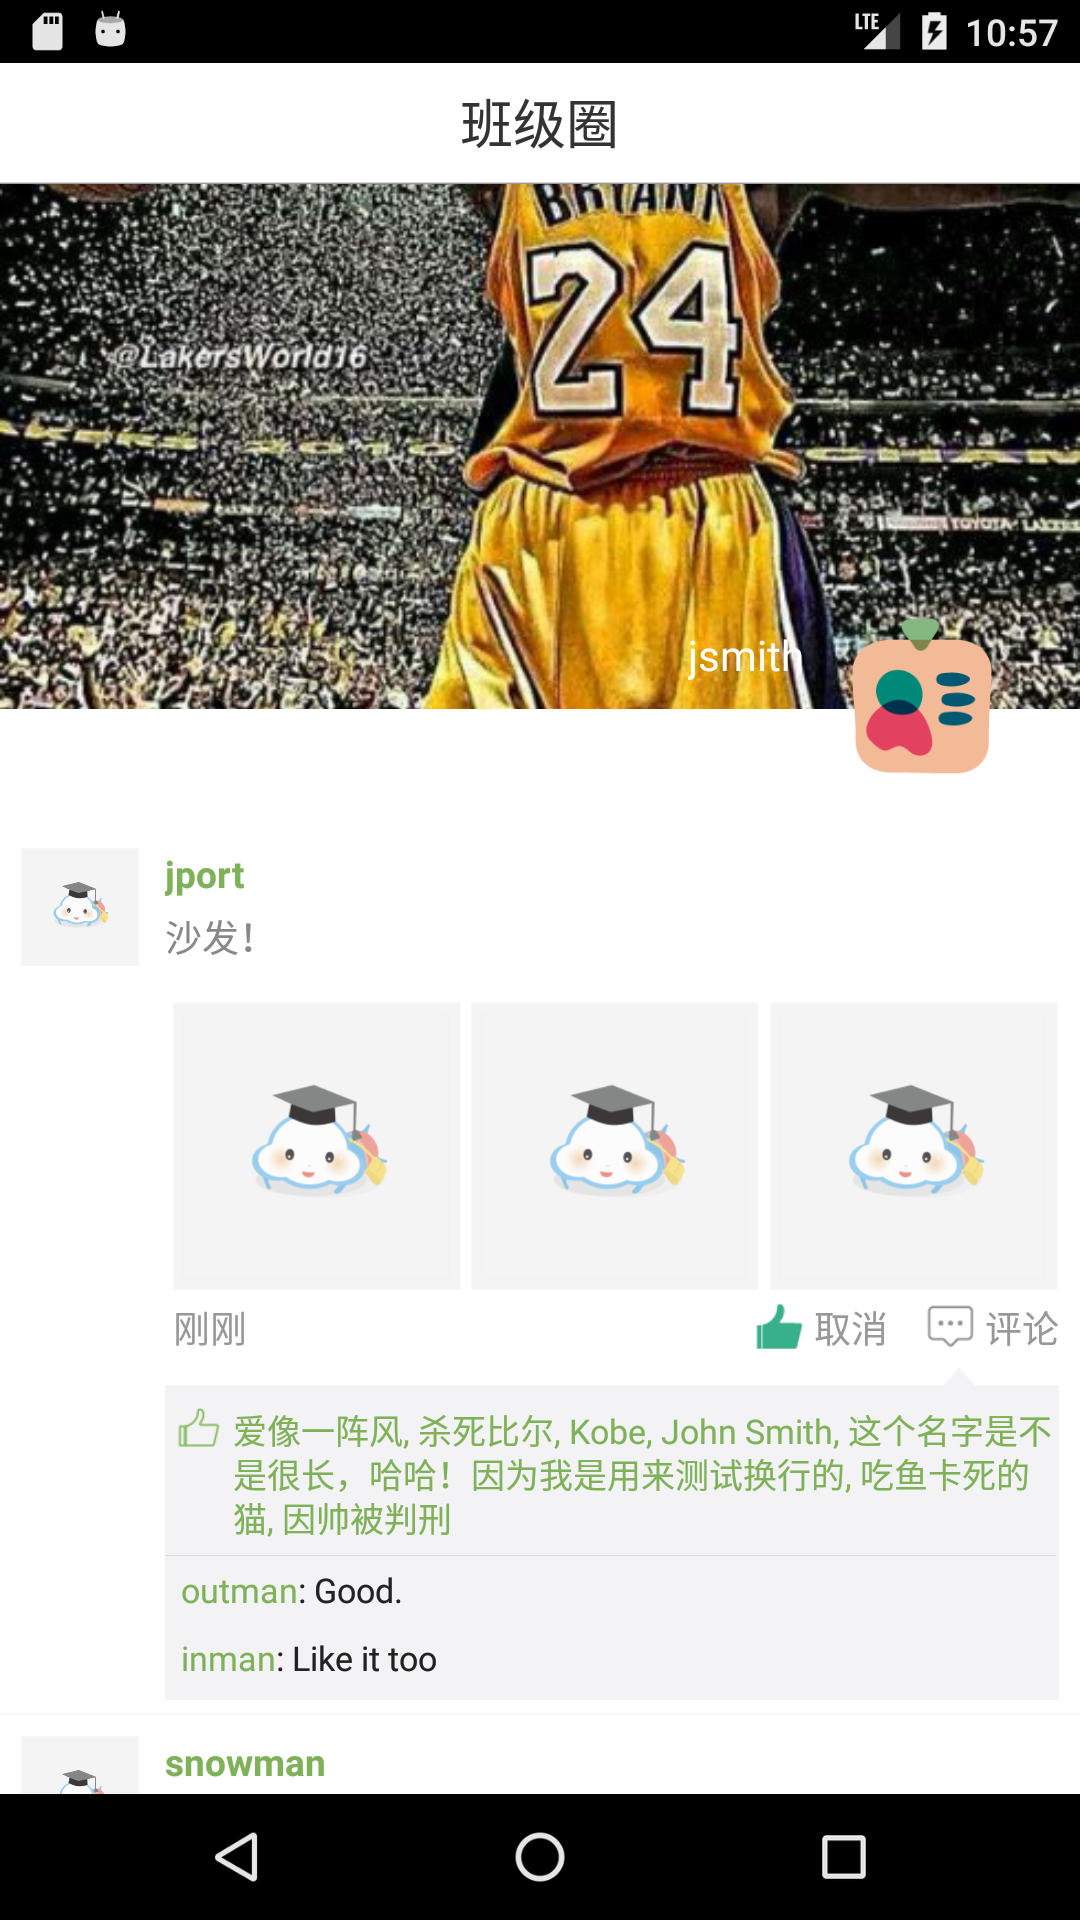 LTE 10:57
班级圈
BRYANT
24
@LakersWorld16
TOYOTA
jsmith
jport
沙发！
刚刚 取消 评论
爱像一阵风, 杀死比尔, Kobe, John Smith, 这个名字是不
是很长，哈哈！因为我是用来测试换行的, 吃鱼卡死的
猫, 因帅被判刑
outman: Good.
inman: Like it too
snowman